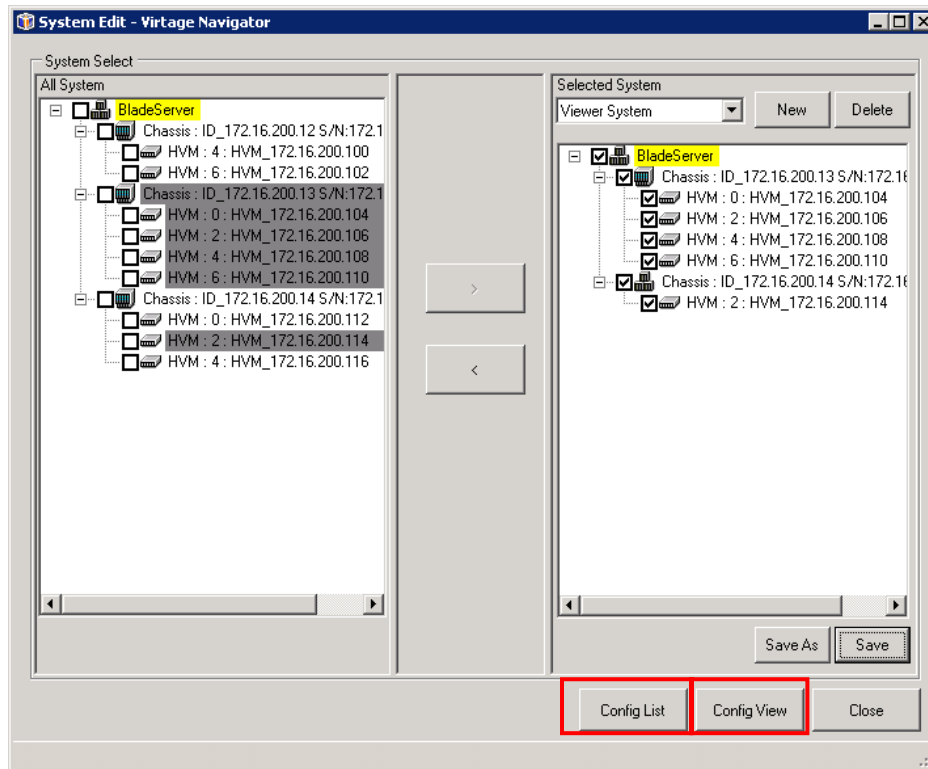 System Edit - Virtage Navigator
System Select
All System
BladeServer
Chassis : ID_172.16.200.12 S/N:172.1
HVM : 4 : HVM_172.16.200.100
HVM : 6 : HVM_172.16.200.102
Chassis : ID_172.16.200.13 S/N:172.1
HVM : 0 : HVM_172.16.200.104
HVM : 2 : HVM_172.16.200.106
HVM : 4 : HVM_172.16.200.108
HVM : 6 : HVM_172.16.200.110
Chassis : ID_172.16.200.14 S/N:172.1
HVM : 0 : HVM_172.16.200.112
HVM : 2 : HVM_172.16.200.114
HVM : 4 : HVM_172.16.200.116
>
<
Selected System
Viewer System
New
Delete
BladeServer
Chassis : ID_172.16.200.13 S/N:172.16
HVM : 0 : HVM_172.16.200.104
HVM : 2 : HVM_172.16.200.106
HVM : 4 : HVM_172.16.200.108
HVM : 6 : HVM_172.16.200.110
Chassis : ID_172.16.200.14 S/N:172.16
HVM : 2 : HVM_172.16.200.114
Save As
Save
Config List
Config View
Close